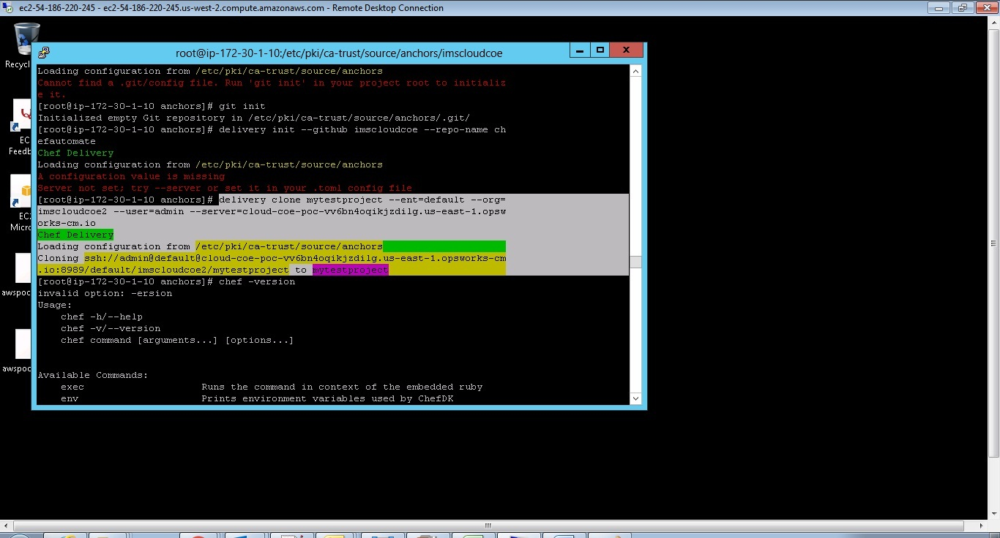 ec2-54-186-220-245 - ec2-54-186-220-245.us-west-2.compute.amazonaws.com - Remote Desktop Connection
Recycl
root@ip-172-30-1-10:/etc/pki/ca-trust/source/anchors/imscloudcoe
Loading configuration from /etc/pki/ca-trust/source/anchors
Cannot find a .git/config file. Run 'git init' in your project root to initializ
e it.
[root@ip-172-30-1-10 anchors]# git init
Initialized empty Git repository in /etc/pki/ca-trust/source/anchors/.git/
[root@ip-172-30-1-10 anchors]# delivery init --github imscloudcoe --repo-name ch
efautomate
Chef Delivery
Loading configuration from /etc/pki/ca-trust/source/anchors
A configuration value is missing
Server not set; try --server or set it in your .toml config file
[root@ip-172-30-1-10 anchors]# delivery clone mytestproject --ent=default --org=
imscloudcoe2 --user=admin --server=cloud-coe-poc-vv6bn4oqikjzdilg.us-east-1.opsw
orks-cm.io
Chef Delivery
Loading configuration from /etc/pki/ca-trust/source/anchors
Cloning ssh://admin@default@cloud-coe-poc-vv6bn4oqikjzdilg.us-east-1.opsworks-cm
.io:8989/default/imscloudcoe2/mytestproject to mytestproject
[root@ip-172-30-1-10 anchors]# chef -version
invalid option: -ersion
Usage:
    chef -h/--help
    chef -v/--version
    chef command [arguments...] [options...]
Available Commands:
    exec                    Runs the command in context of the embedded ruby
    env                     Prints environment variables used by ChefDK
EC
Feedb
EC2
Micro
awspoc
awspoc